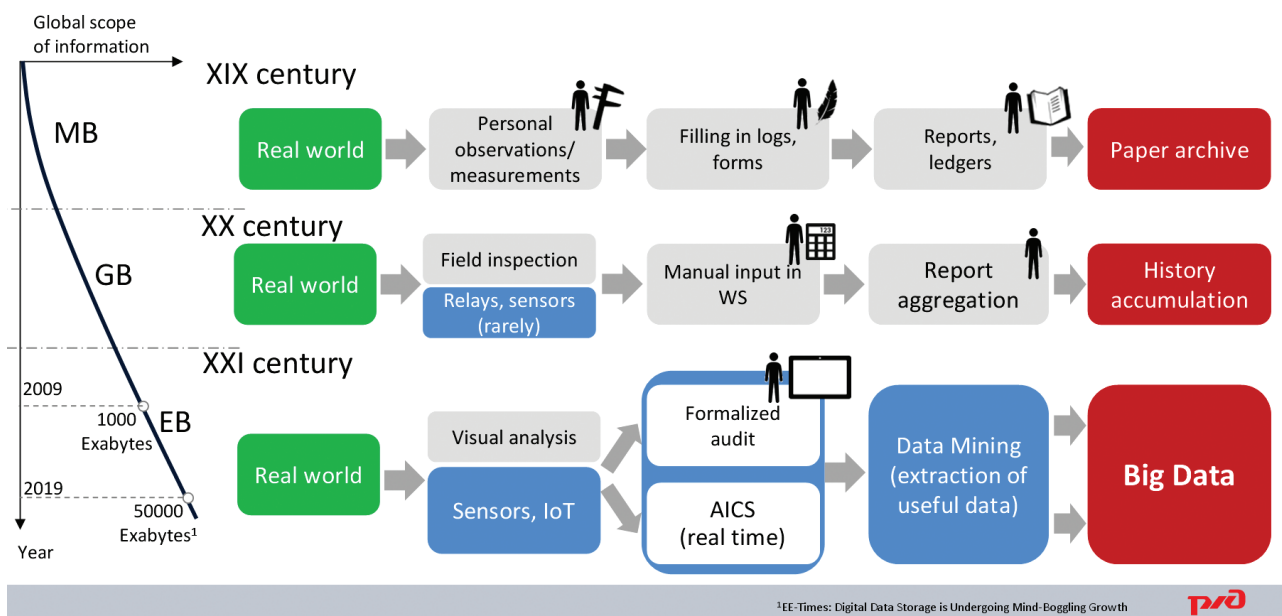 Global scope
of information
XIX century
MB
Real world
Personal
observations/
measurements
Filling in logs,
forms
Reports,
ledgers
Paper archive
XX century
GB
Real world
Field inspection
Relays, sensors
(rarely)
123
Manual input in
WS
Report
aggregation
History
accumulation
XXI century
2009
1000
Exabytes
EB
2019
50000
Exabytes¹
Year
Real world
Visual analysis
Sensors, IoT
Formalized
audit
AICS
(real time)
Data Mining
(extraction of
useful data)
Big Data
¹EE-Times: Digital Data Storage is Undergoing Mind-Boggling Growth
ржд